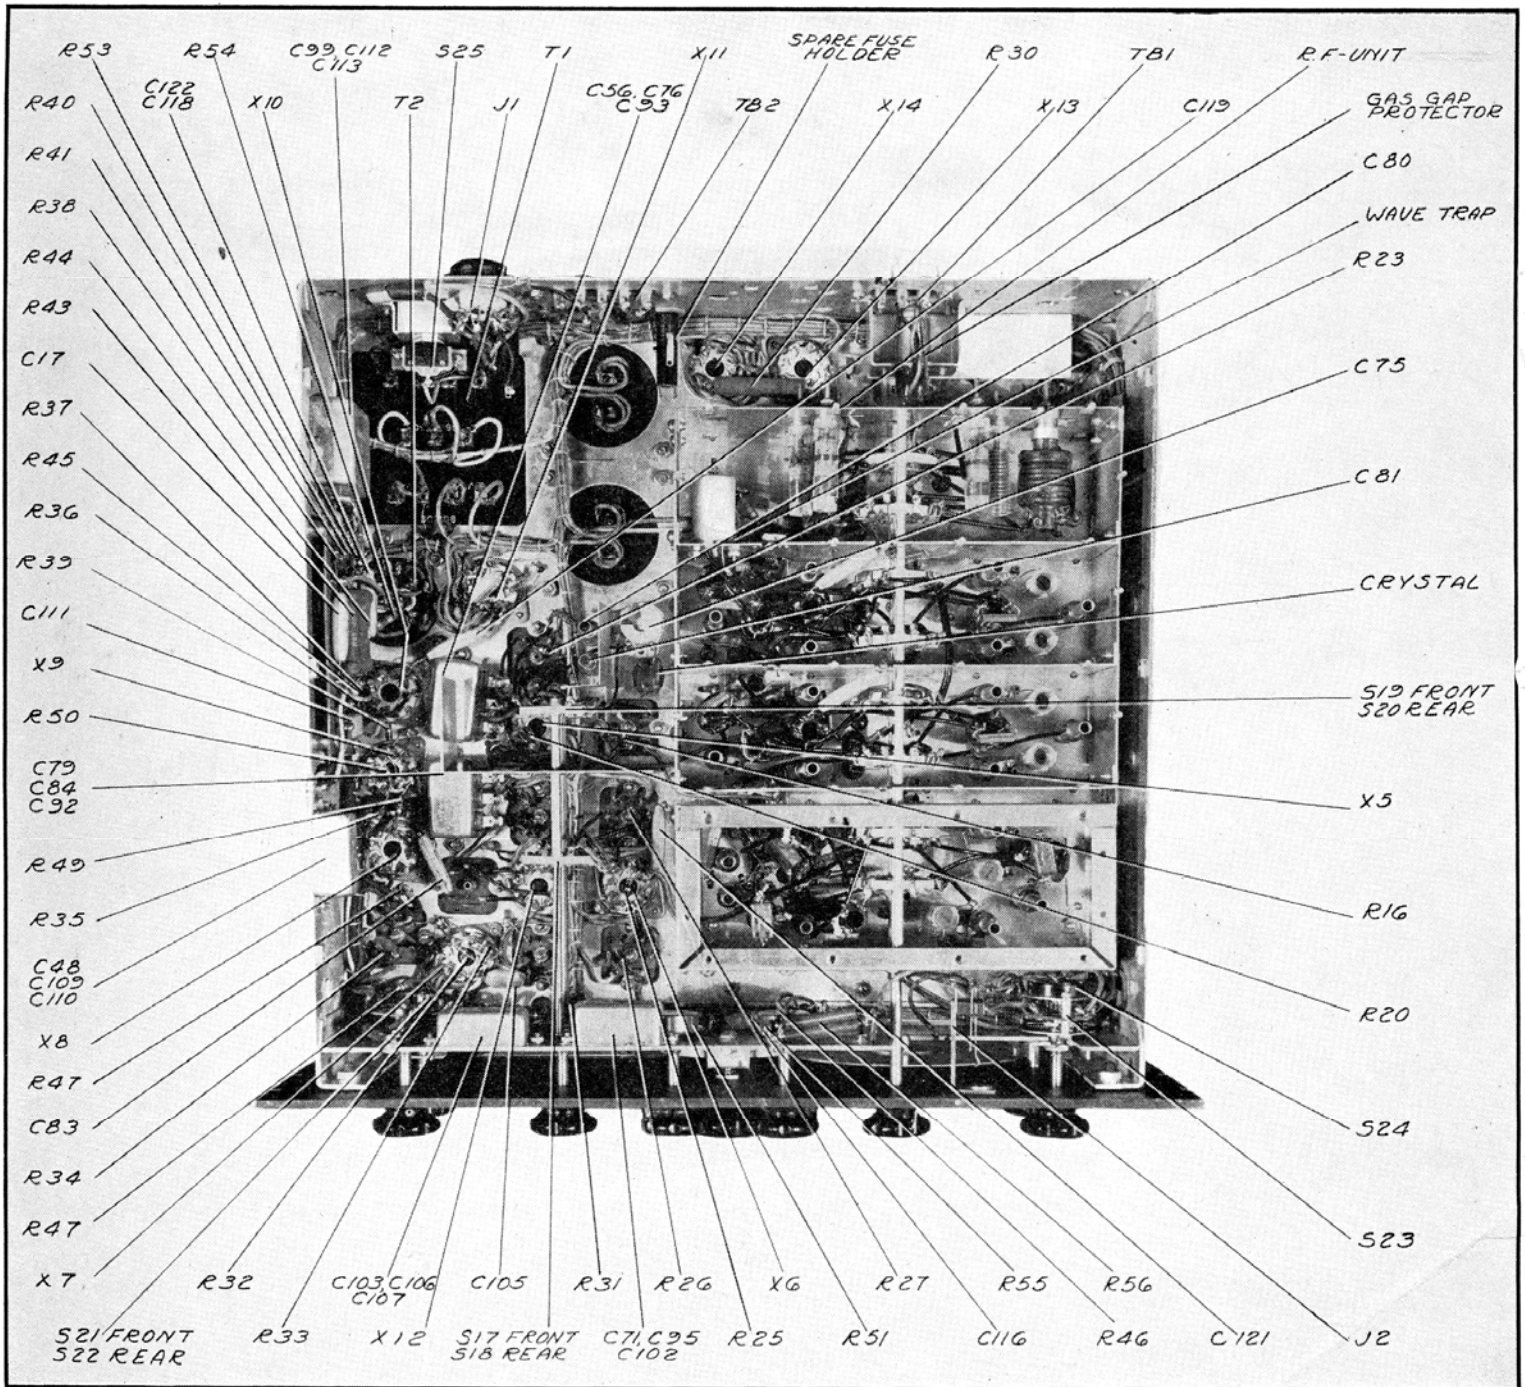 R53
R54
C99, C112
C113
S25
T1
X11
SPARE FUSE
HOLDER
R30
TB1
R.F-UNIT
R40
C122
C118
X10
T2
J1
C56, C76
C93
TB2
X14
X13
C119
GAS GAP
PROTECTOR
R41
C80
R38
WAVE TRAP
R44
R23
R43
C17
C75
R37
R45
C81
R36
R39
CRYSTAL
C111
X9
S19 FRONT
S20 REAR
R50
C79
C84
C92
X5
R49
R35
R16
C48
C109
C110
R20
X8
R47
C83
S24
R34
R47
S23
X7
R32
C103, C106
C107
C105
R31
R26
X6
R27
R55
R56
S21 FRONT
S22 REAR
R33
X12
S17 FRONT
S18 REAR
C71, C95
C102
R25
R51
C116
R46
C121
J2